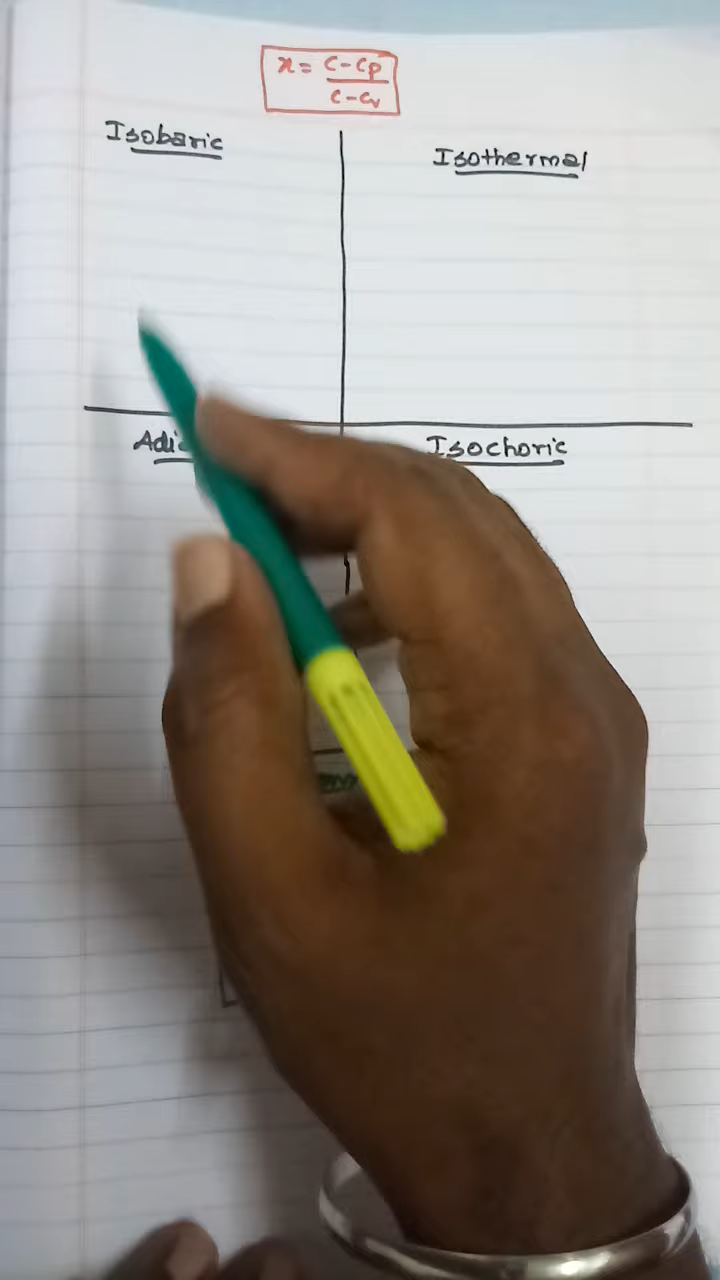 x = C - Cp
C - Cv
Isobaric
Isothermal
Isochoric